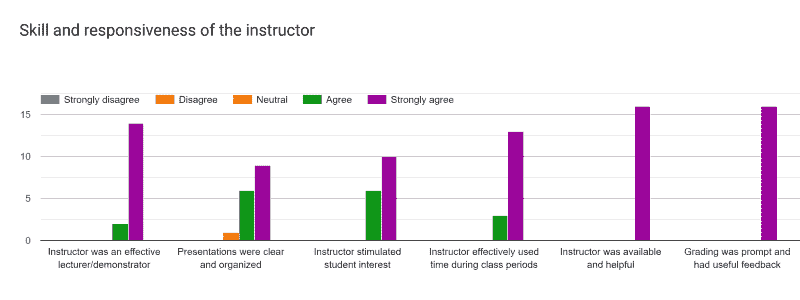 Skill and responsiveness of the instructor
Strongly disagree Disagree Neutral Agree Strongly agree
15
10
5
0
Instructor was an effective lecturer/demonstrator
Presentations were clear and organized
Instructor stimulated student interest
Instructor effectively used time during class periods
Instructor was available and helpful
Grading was prompt and had useful feedback